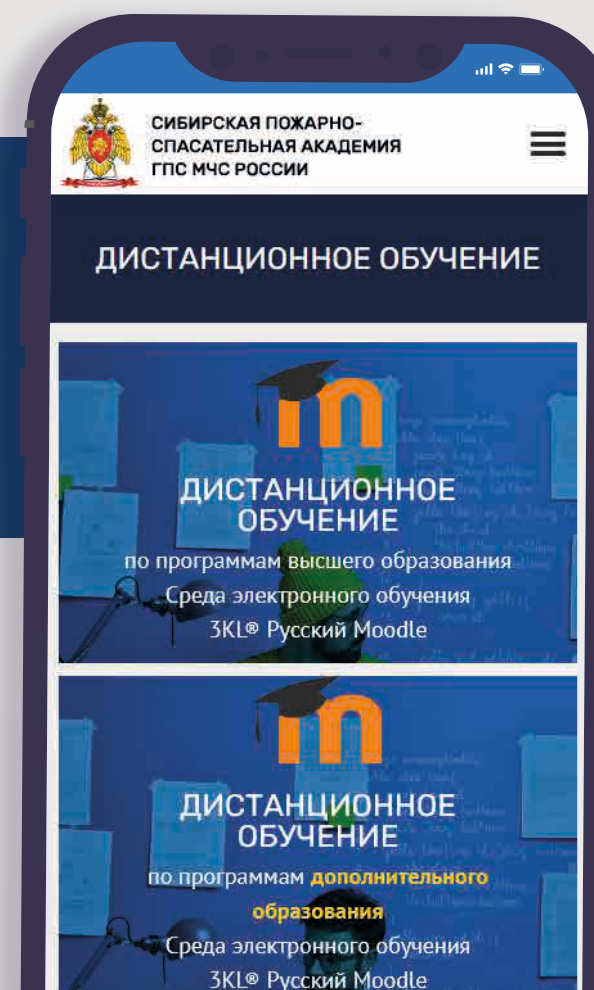 СИБИРСКАЯ ПОЖАРНО-
СПАСАТЕЛЬНАЯ АКАДЕМИЯ
ГПС МЧС РОССИИ
ДИСТАНЦИОННОЕ ОБУЧЕНИЕ
m
ДИСТАНЦИОННОЕ
ОБУЧЕНИЕ
по программам высшего образования
Среда электронного обучения
3KL® Русский Moodle
m
ДИСТАНЦИОННОЕ
ОБУЧЕНИЕ
по программам дополнительного
образования
Среда электронного обучения
3KL® Русский Moodle